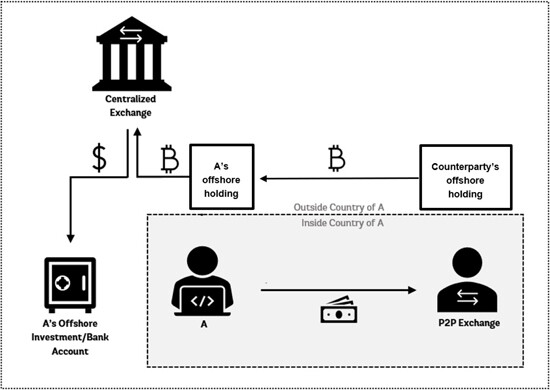 Centralized
Exchange
$
A's
offshore
holding
Counterparty's
offshore
holding
Outside Country of A
Inside Country of A
</>
A
P2P Exchange
A's Offshore
Investment/Bank
Account